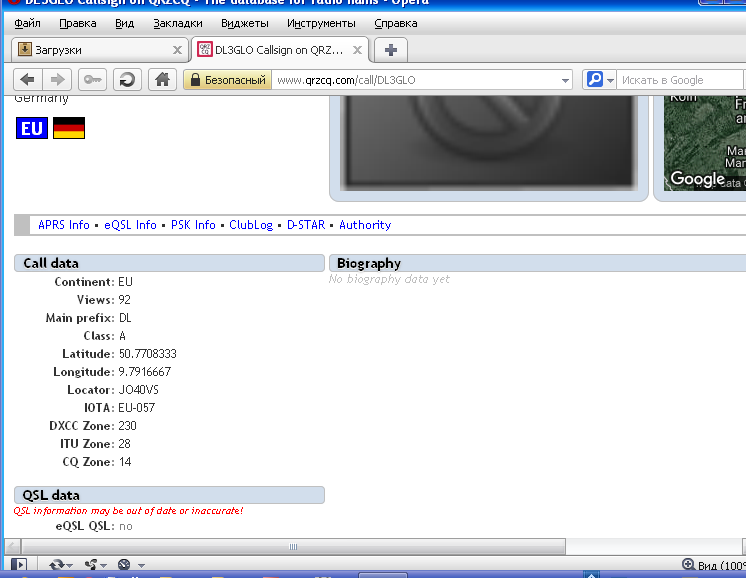 DL3GLO Callsign on QRZCQ - The database for radio hams - Opera
Файл Правка Вид Закладки Виджеты Инструменты Справка
Загрузки
QRZ CQ DL3GLO Callsign on QRZ...
Безопасный www.qrzcq.com/call/DL3GLO Искать в Google
Germany
Köln
EU
Mar
Google
APRS Info • eQSL Info • PSK Info • ClubLog • D-STAR • Authority
Call data
Continent: EU
Views: 92
Main prefix: DL
Class: A
Latitude: 50.7708333
Longitude: 9.7916667
Locator: JO40VS
IOTA: EU-057
DXCC Zone: 230
ITU Zone: 28
CQ Zone: 14
Biography
No biography data yet
QSL data
QSL information may be out of date or inaccurate!
eQSL QSL: no
Вид (100%